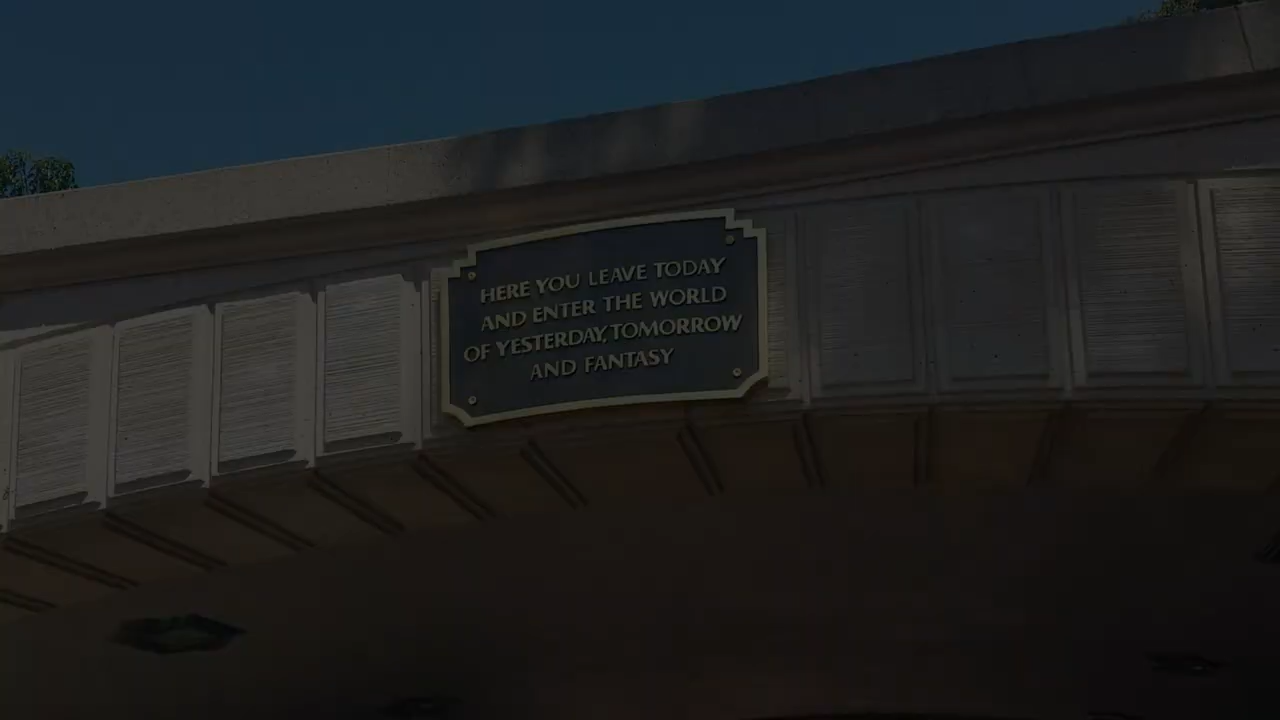 HERE YOU LEAVE TODAY
AND ENTER THE WORLD
OF YESTERDAY, TOMORROW
AND FANTASY